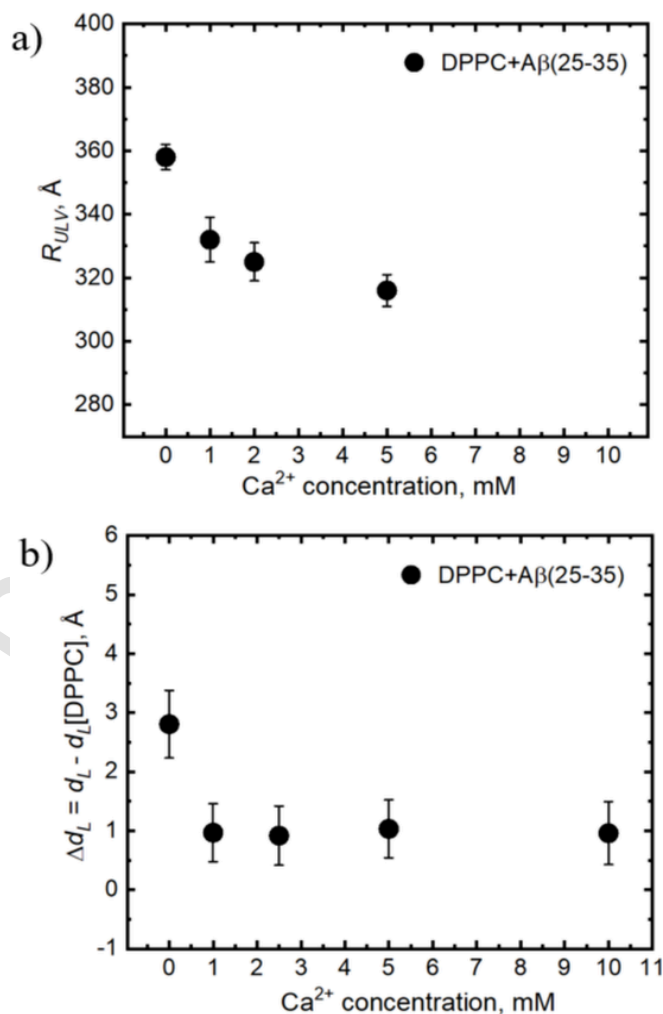 a)
400
380
360
340
320
300
280
R_ULV, Å
DPPC+Aβ(25-35)
0 1 2 3 4 5 6 7 8 9 10
Ca²⁺ concentration, mM
b)
6
5
4
3
2
1
0
-1
Δd_L = d_L - d_L[DPPC], Å
DPPC+Aβ(25-35)
0 1 2 3 4 5 6 7 8 9 10 11
Ca²⁺ concentration, mM